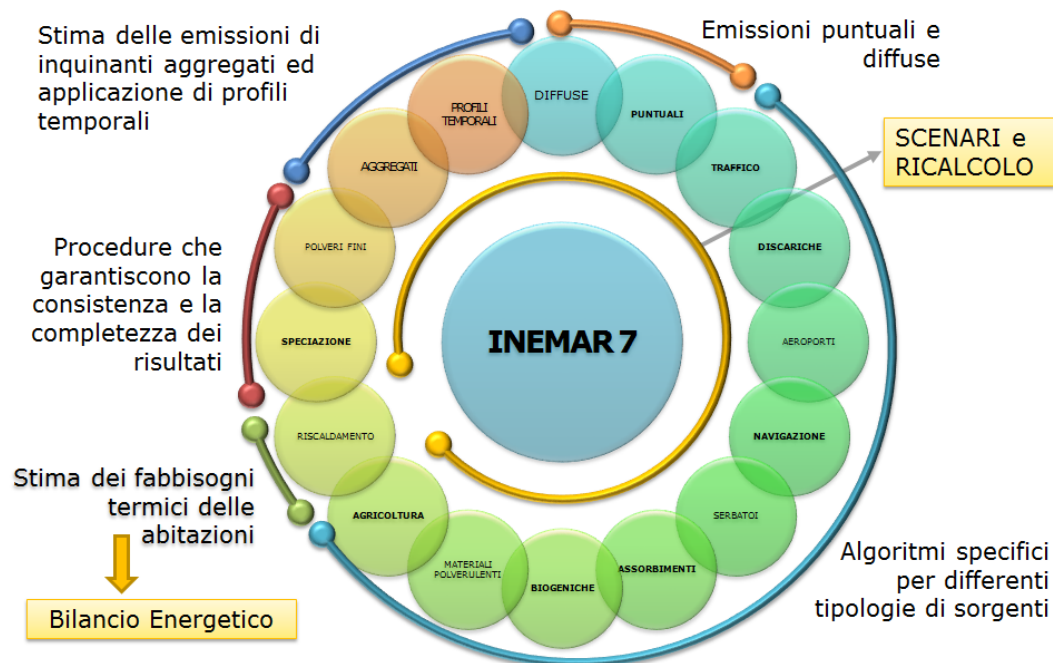 Stima delle emissioni di
inquinanti aggregati ed
applicazione di profili
temporali
Emissioni puntuali e
diffuse
SCENARI e
RICALCOLO
Procedure che
garantiscono la
consistenza e la
completezza dei
risultati
Stima dei fabbisogni
termici delle
abitazioni
Bilancio Energetico
Algoritmi specifici
per differenti
tipologie di sorgenti
INEMAR 7
DIFFUSE
PUNTUALI
TRAFFICO
DISCARICHE
AEROPORTI
NAVIGAZIONE
SERBATOI
ASSORBIMENTI
BIOGENICHE
MATERIALI
POLVERULENTI
AGRICOLTURA
RISCALDAMENTO
SPECIAZIONE
POLVERI FINI
AGGREGATI
PROFILI
TEMPORALI